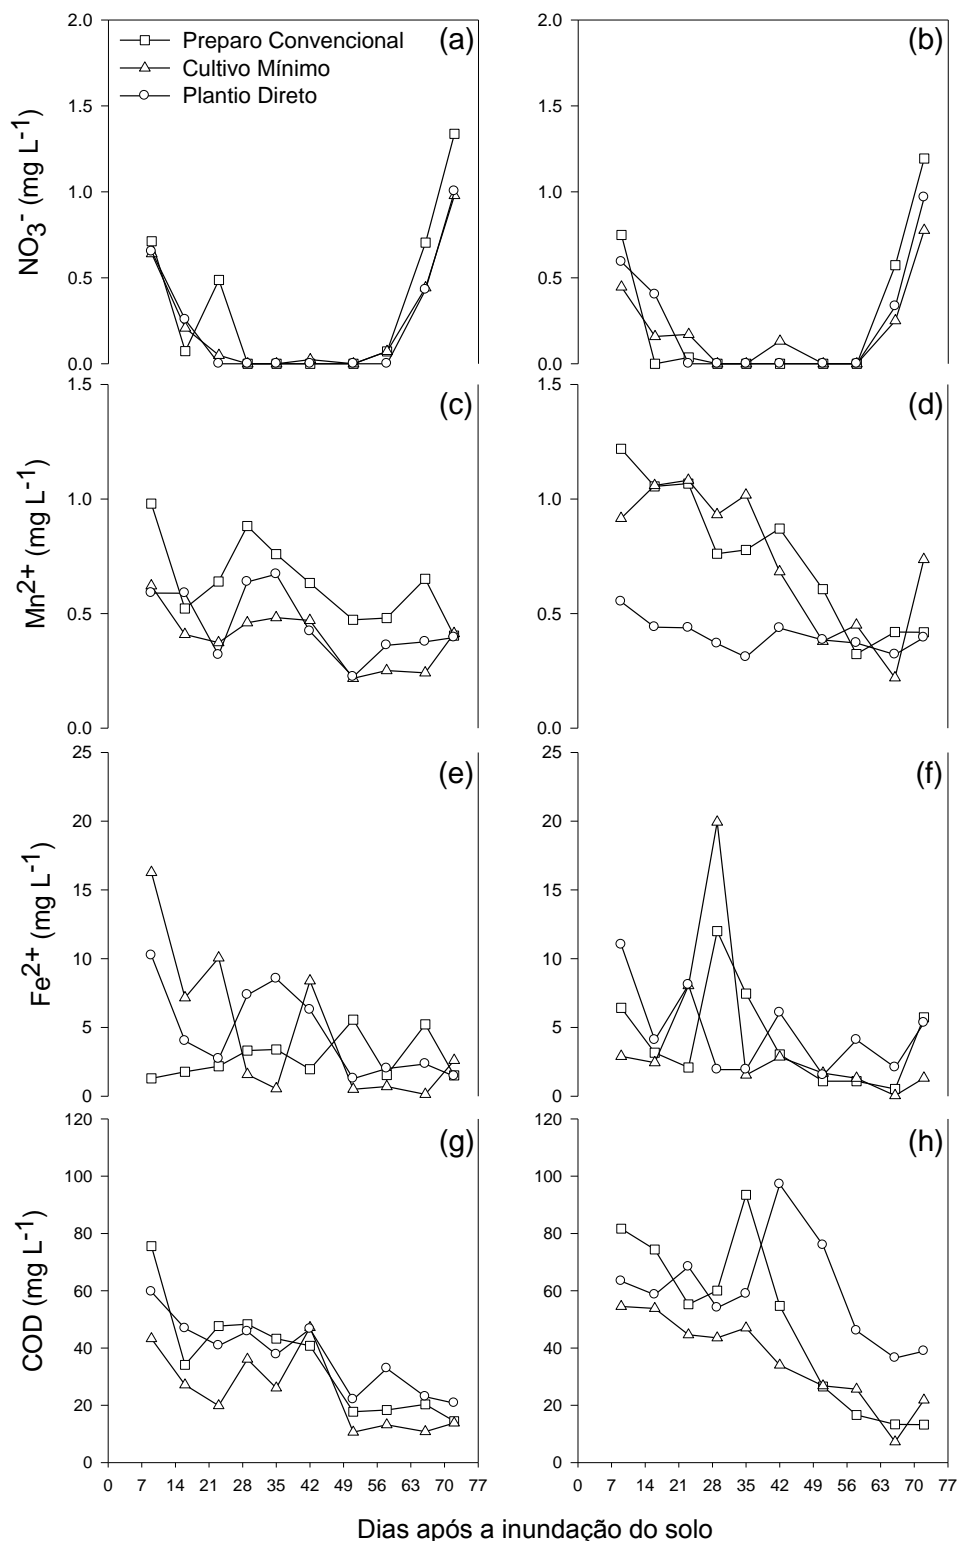 2.0
1.5
1.0
0.5
0.0
NO3- (mg L-1)
Preparo Convencional
Cultivo Mínimo
Plantio Direto
(a)
2.0
1.5
1.0
0.5
0.0
(b)
1.5
1.0
0.5
0.0
Mn2+ (mg L-1)
(c)
1.5
1.0
0.5
0.0
(d)
25
20
15
10
5
0
Fe2+ (mg L-1)
(e)
25
20
15
10
5
0
(f)
120
100
80
60
40
20
0
COD (mg L-1)
(g)
0 7 14 21 28 35 42 49 56 63 70 77
120
100
80
60
40
20
0
(h)
0 7 14 21 28 35 42 49 56 63 70 77
Dias após a inundação do solo